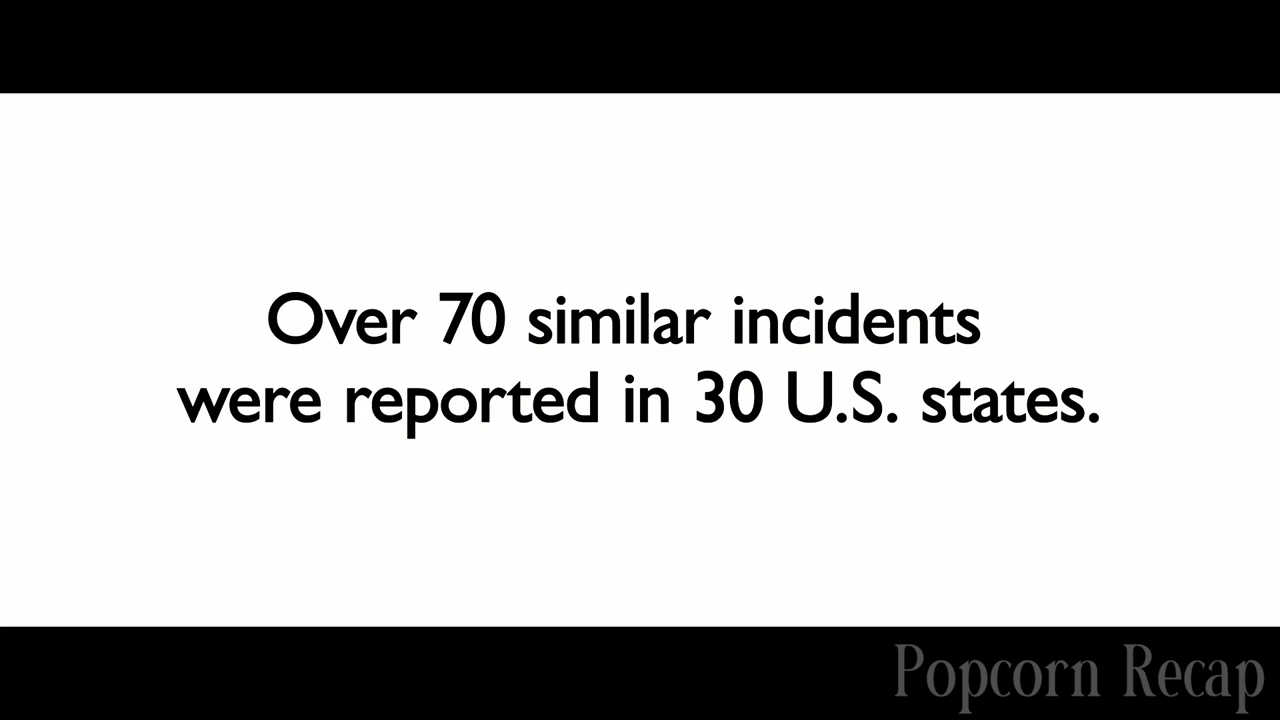 Over 70 similar incidents
were reported in 30 U.S. states.
Popcorn Recap